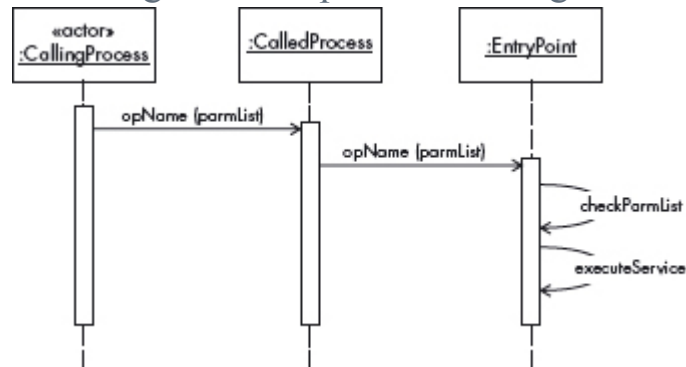 «actor»
:CallingProcess
:CalledProcess
:EntryPoint
opName (parmList)
opName (parmList)
checkParmList
executeService